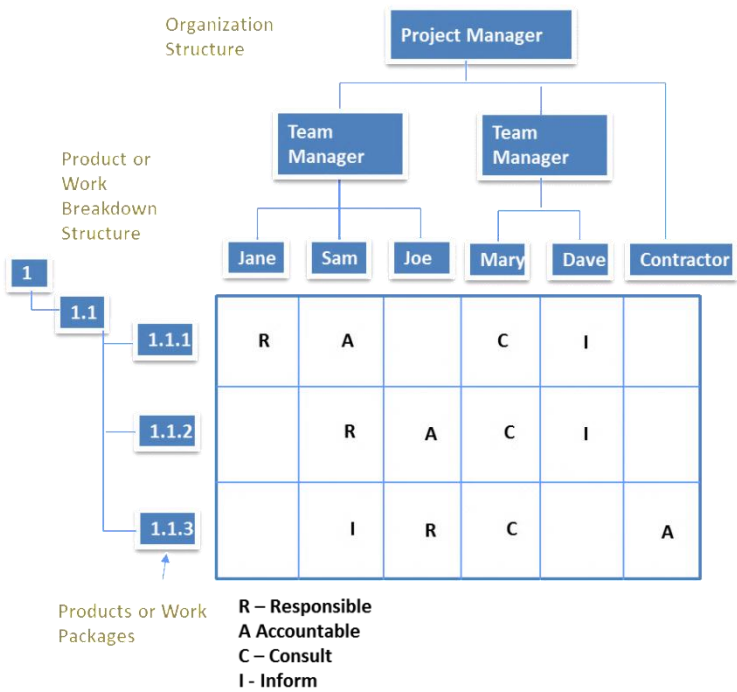 Organization
Structure
Project Manager
Team
Manager
Team
Manager
Product or
Work
Breakdown
Structure
Jane
Sam
Joe
Mary
Dave
Contractor
1
1.1
1.1.1
R A C I
1.1.2
R A C I
1.1.3
I R C A
Products or Work
Packages
R – Responsible
A Accountable
C – Consult
I - Inform